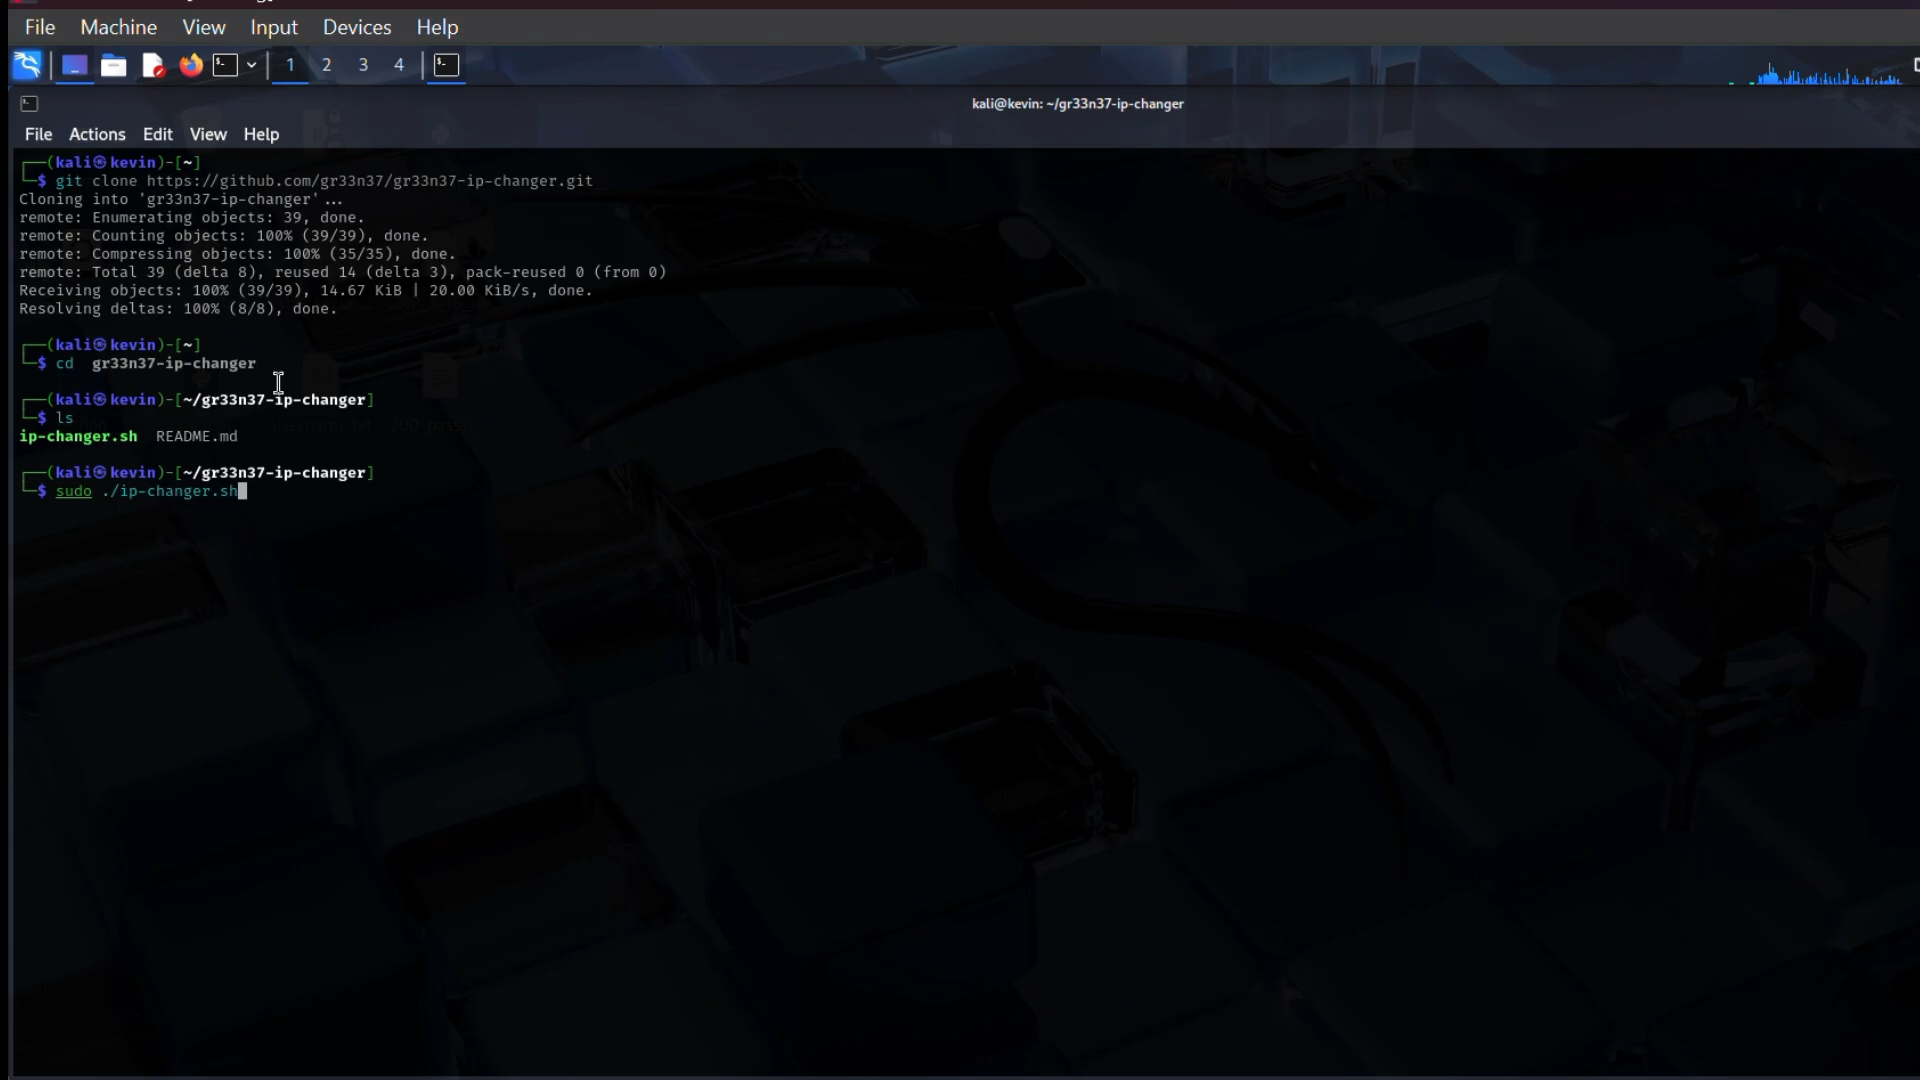 File Machine View Input Devices Help
1 2 3 4
kali@kevin: ~/gr33n37-ip-changer
File Actions Edit View Help
┌──(kali㉿kevin)-[~]
└─$ git clone https://github.com/gr33n37/gr33n37-ip-changer.git
Cloning into 'gr33n37-ip-changer'...
remote: Enumerating objects: 39, done.
remote: Counting objects: 100% (39/39), done.
remote: Compressing objects: 100% (35/35), done.
remote: Total 39 (delta 8), reused 14 (delta 3), pack-reused 0 (from 0)
Receiving objects: 100% (39/39), 14.67 KiB | 20.00 KiB/s, done.
Resolving deltas: 100% (8/8), done.
┌──(kali㉿kevin)-[~]
└─$ cd  gr33n37-ip-changer
┌──(kali㉿kevin)-[~/gr33n37-ip-changer]
└─$ ls
ip-changer.sh  README.md
┌──(kali㉿kevin)-[~/gr33n37-ip-changer]
└─$ sudo ./ip-changer.sh